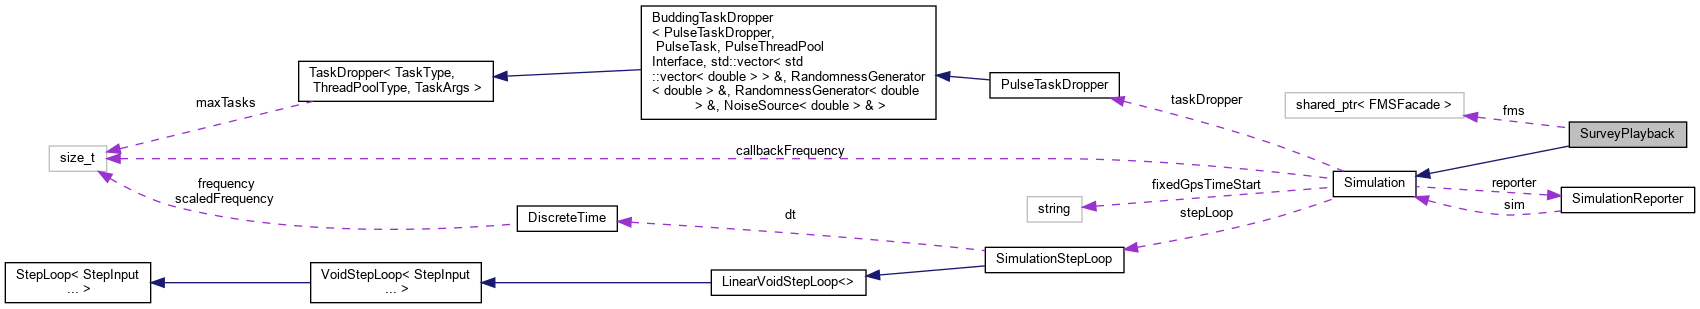 BuddingTaskDropper
< PulseTaskDropper,
PulseTask, PulseThreadPool
Interface, std::vector< std
::vector< double > > &, RandomnessGenerator
< double > &, RandomnessGenerator< double
> &, NoiseSource< double > & >
TaskDropper< TaskType,
ThreadPoolType, TaskArgs >
PulseTaskDropper
maxTasks
taskDropper
shared_ptr< FMSFacade >
fms
SurveyPlayback
size_t
callbackFrequency
frequency
scaledFrequency
fixedGpsTimeStart
Simulation
reporter
sim
SimulationReporter
string
stepLoop
DiscreteTime
dt
SimulationStepLoop
StepLoop< StepInput
... >
VoidStepLoop< StepInput
... >
LinearVoidStepLoop<>